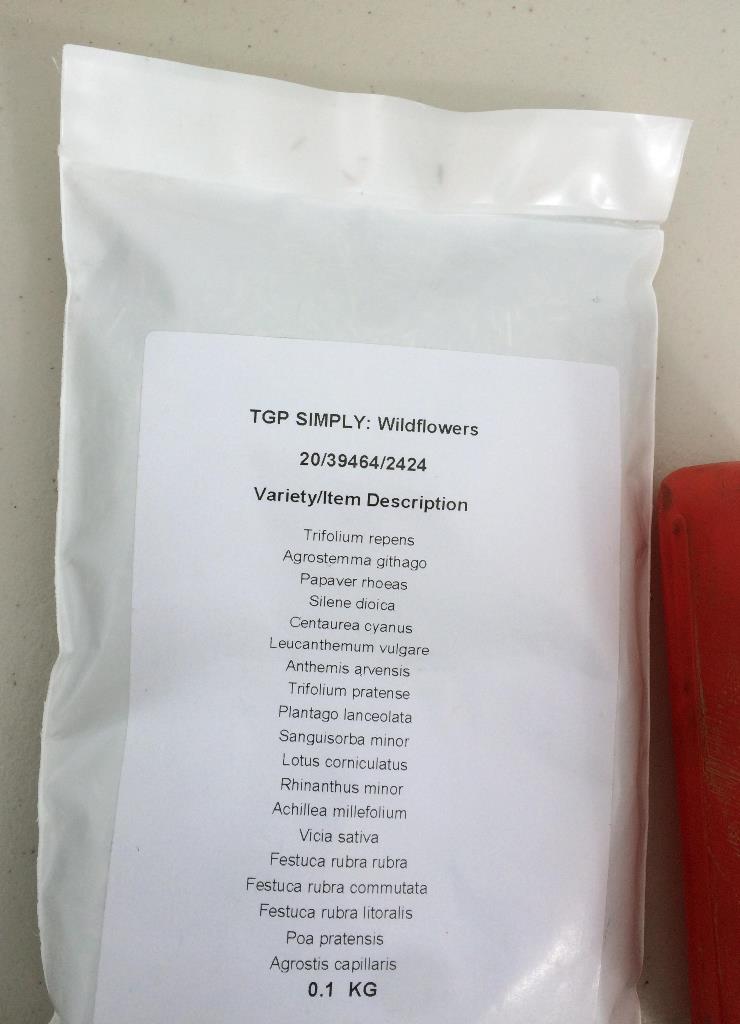 TGP SIMPLY: Wildflowers
20/39464/2424
Variety/Item Description
Trifolium repens
Agrostemma githago
Papaver rhoeas
Silene dioica
Centaurea cyanus
Leucanthemum vulgare
Anthemis arvensis
Trifolium pratense
Plantago lanceolata
Sanguisorba minor
Lotus corniculatus
Rhinanthus minor
Achillea millefolium
Vicia sativa
Festuca rubra rubra
Festuca rubra commutata
Festuca rubra litoralis
Poa pratensis
Agrostis capillaris
0.1 KG